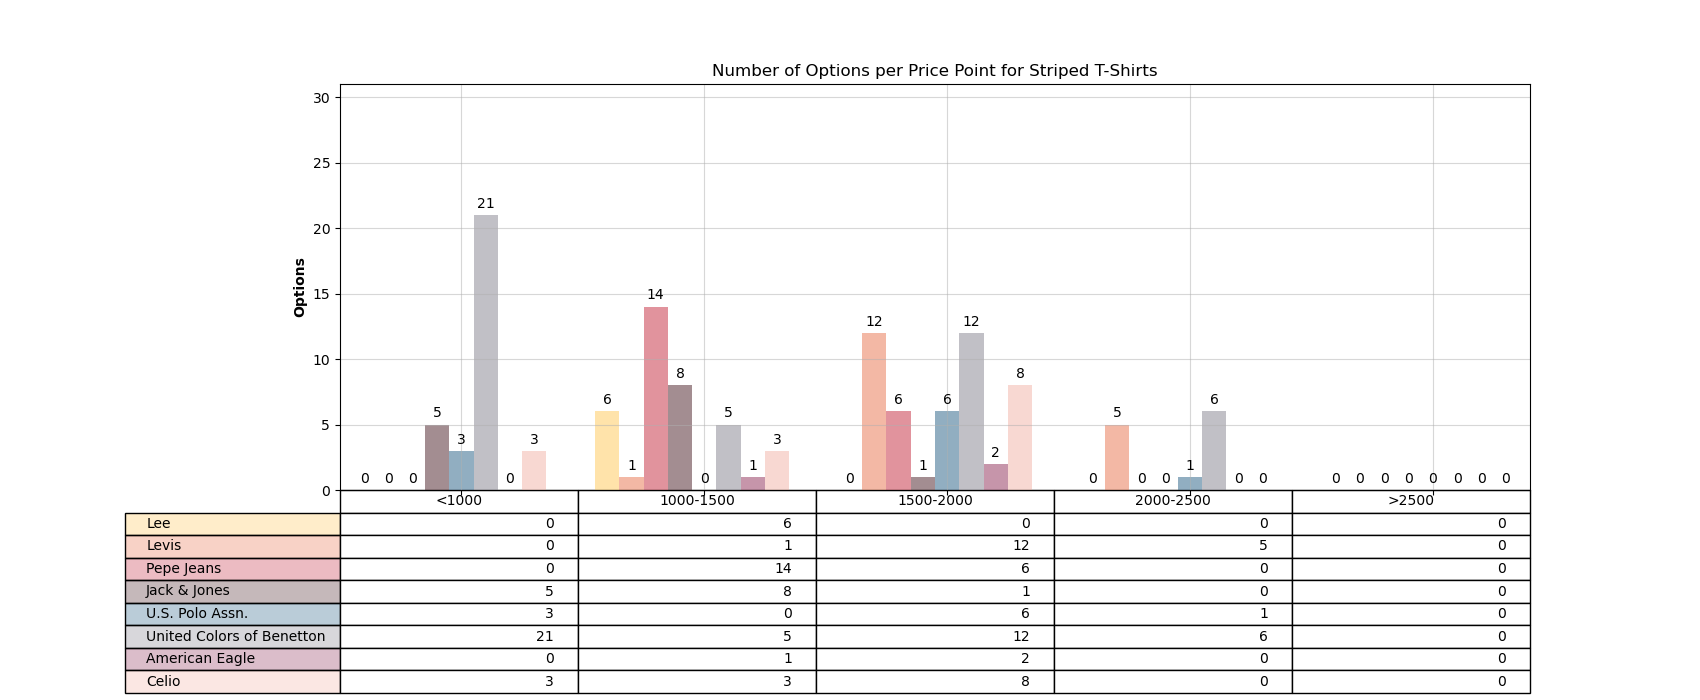 Number of Options per Price Point for Striped T-Shirts
30
25
20
15
10
5
0
Options
0 0 0 5 3 21 0 3
6 1 14 8 0 5 1 3
0 12 6 1 6 12 2 8
0 5 0 0 1 6 0 0
0 0 0 0 0 0 0 0
<1000 1000-1500 1500-2000 2000-2500 >2500
Lee 0 6 0 0 0
Levis 0 1 12 5 0
Pepe Jeans 0 14 6 0 0
Jack & Jones 5 8 1 0 0
U.S. Polo Assn. 3 0 6 1 0
United Colors of Benetton 21 5 12 6 0
American Eagle 0 1 2 0 0
Celio 3 3 8 0 0